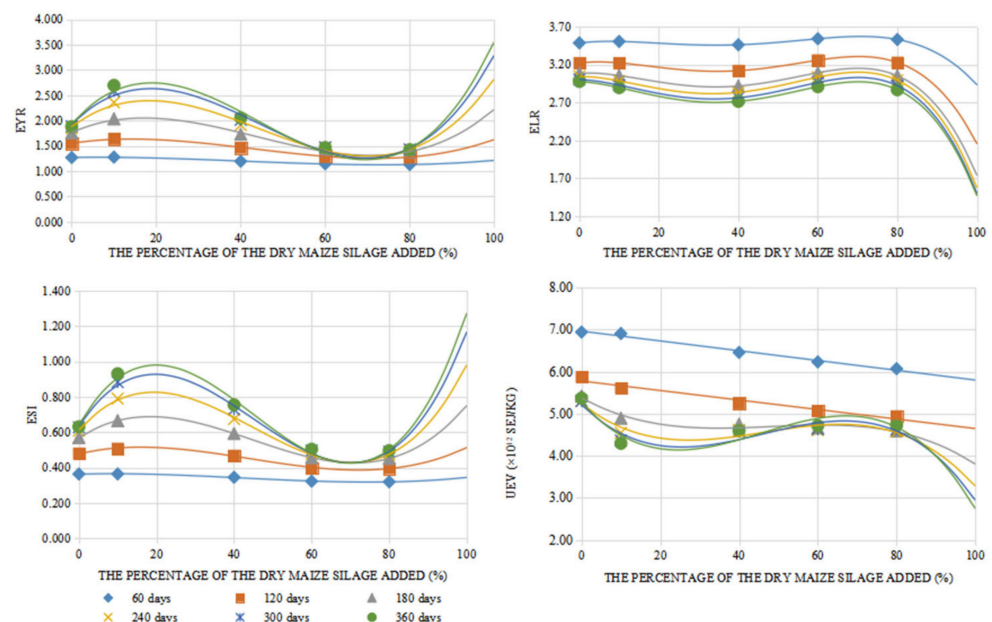 4.000
3.500
3.000
2.500
2.000
1.500
1.000
0.500
0.000
EYR
0 20 40 60 80 100
THE PERCENTAGE OF THE DRY MAIZE SILAGE ADDED (%)
3.70
3.20
2.70
2.20
1.70
1.20
ELR
0 20 40 60 80 100
THE PERCENTAGE OF THE DRY MAIZE SILAGE ADDED (%)
1.400
1.200
1.000
0.800
0.600
0.400
0.200
0.000
ESI
0 20 40 60 80 100
THE PERCENTAGE OF THE DRY MAIZE SILAGE ADDED (%)
8.00
7.00
6.00
5.00
4.00
3.00
2.00
UEV (×10¹² SEJ/KG)
0 20 40 60 80 100
THE PERCENTAGE OF THE DRY MAIZE SILAGE ADDED (%)
60 days 120 days 180 days
240 days 300 days 360 days